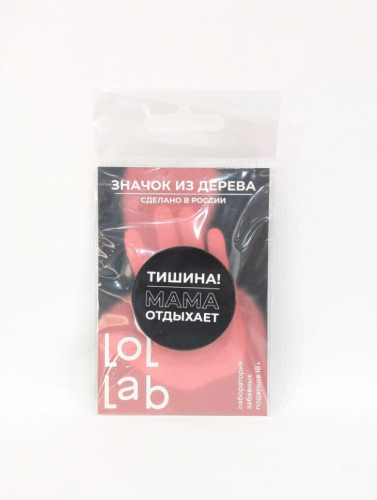 ЗНАЧОК ИЗ ДЕРЕВА
СДЕЛАНО В РОССИИ
ТИШИНА!
МАМА
ОТДЫХАЕТ
LOL
Lab
лаборатория
забавных
подарков 18+